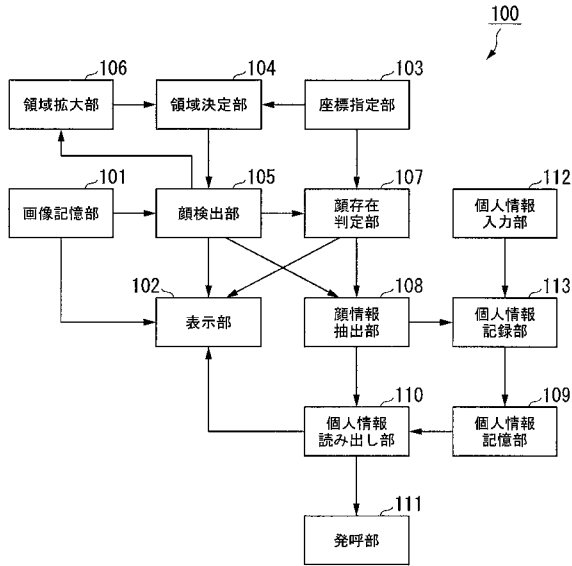 100
106
104
103
領域拡大部
領域決定部
座標指定部
101
105
107
112
画像記憶部
顔検出部
顔存在
判定部
個人情報
入力部
102
108
113
表示部
顔情報
抽出部
個人情報
記録部
110
109
個人情報
読み出し部
個人情報
記憶部
111
発呼部